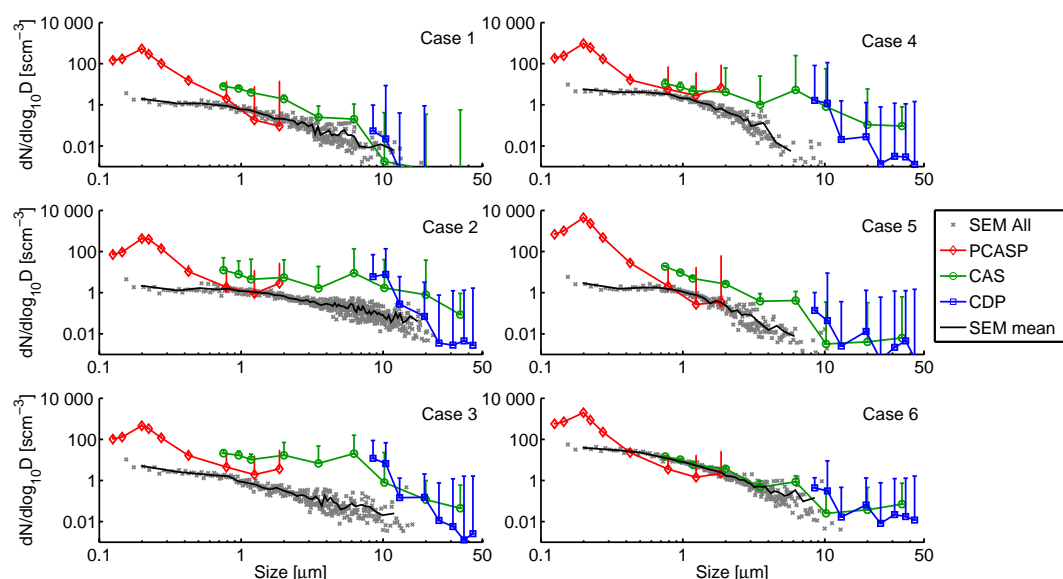 10 000
100
1
0.01
dN/dlog10D [scm-3]
Case 1
0.1 1 10 50
10 000
100
1
0.01
Case 4
0.1 1 10 50
10 000
100
1
0.01
dN/dlog10D [scm-3]
Case 2
0.1 1 10 50
10 000
100
1
0.01
Case 5
0.1 1 10 50
SEM All
PCASP
CAS
CDP
SEM mean
10 000
100
1
0.01
dN/dlog10D [scm-3]
Case 3
0.1 1 10 50
Size [μm]
10 000
100
1
0.01
Case 6
0.1 1 10 50
Size [μm]